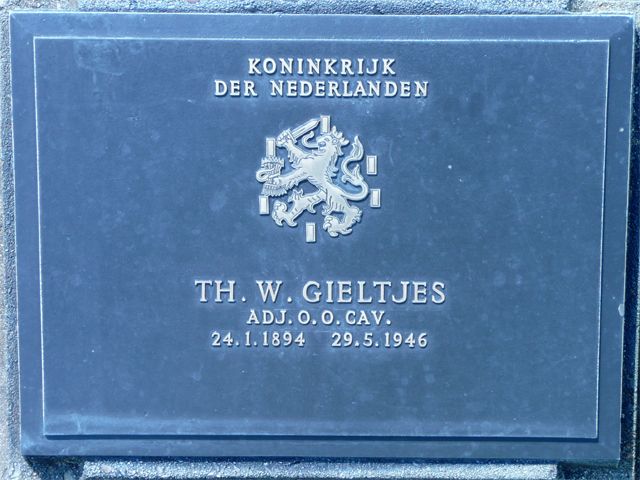 KONINKRIJK
DER NEDERLANDEN
TH. W. GIELTJES
ADJ. O. O. CAV.
24.1.1894 29.5.1946